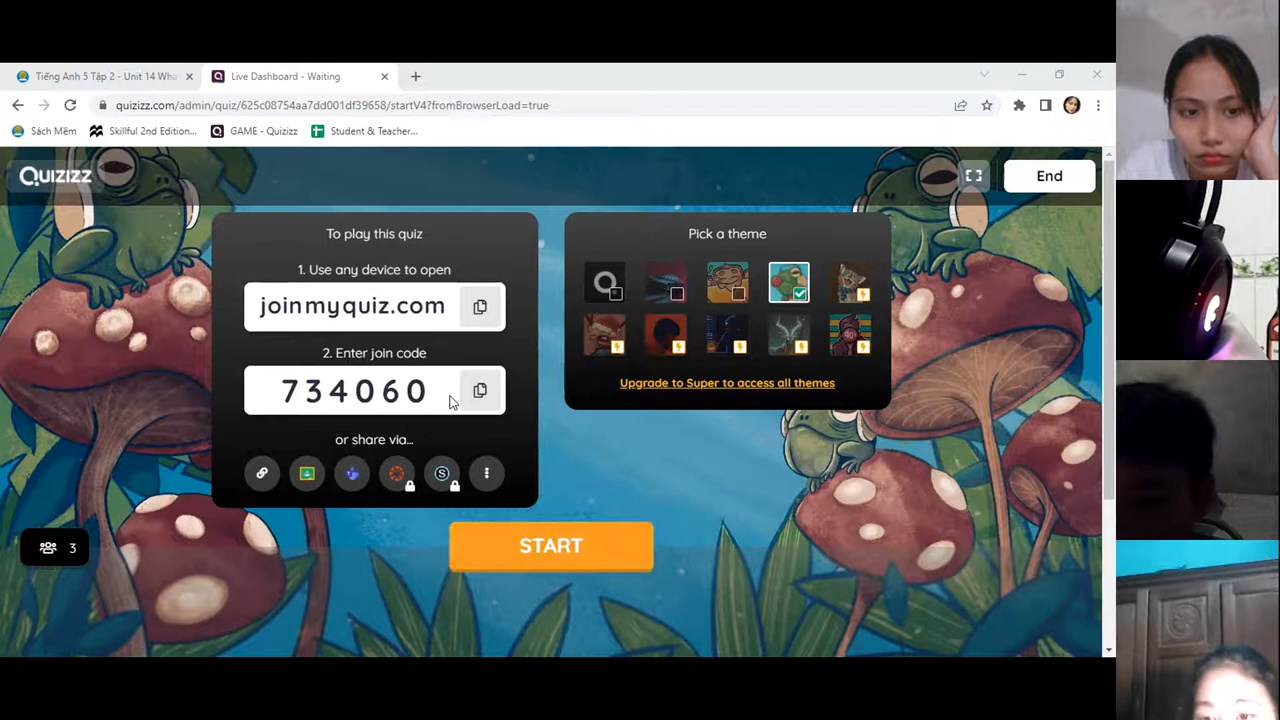 Tiếng Anh 5 Tập 2 - Unit 14 Wha
Live Dashboard - Waiting
quizizz.com/admin/quiz/625c08754aa7dd001df39658/startV4?fromBrowserLoad=true
Sách Mềm
Skillful 2nd Edition...
GAME - Quizizz
Student & Teacher...
Quizizz
End
To play this quiz
1. Use any device to open
joinmyquiz.com
2. Enter join code
734060
or share via...
Pick a theme
Upgrade to Super to access all themes
3
START